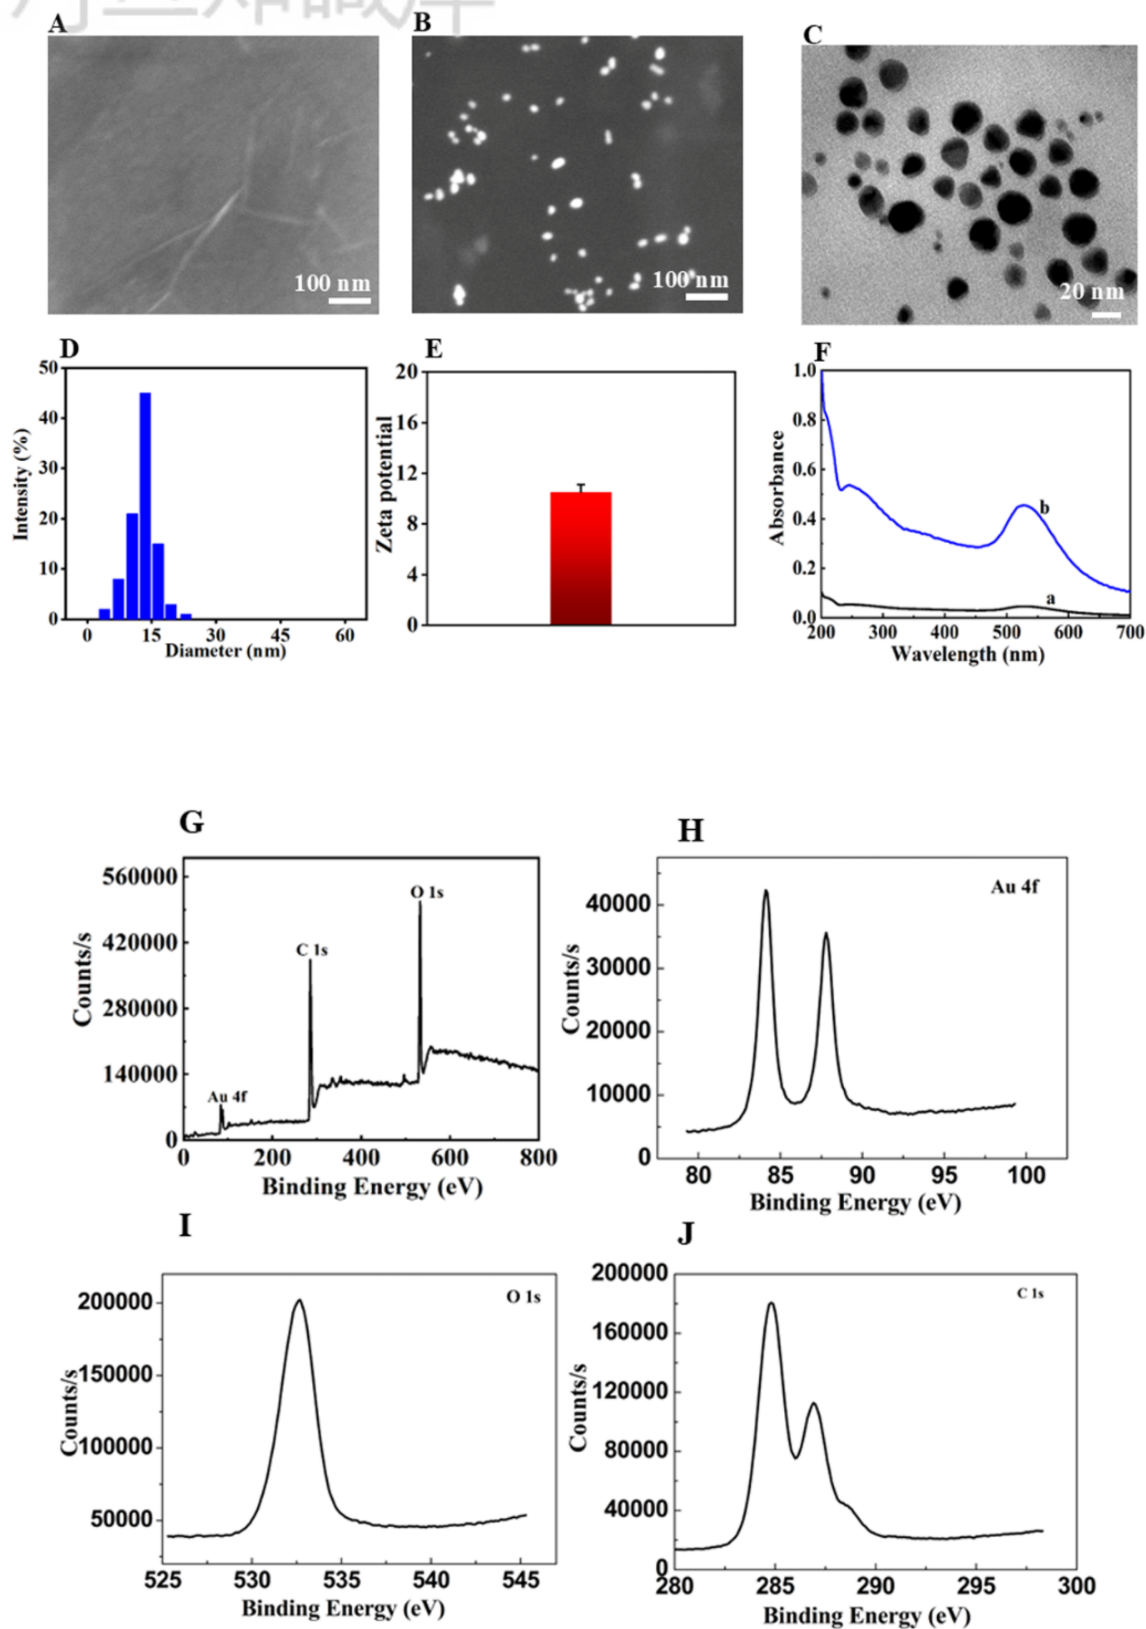 A
B
C
100 nm
100 nm
20 nm
D
E
F
50
40
30
20
10
0
Intensity (%)
0 15 30 45 60
Diameter (nm)
20
16
12
8
4
0
Zeta potential
1.0
0.8
0.6
0.4
0.2
0.0
Absorbance
b
a
200 300 400 500 600 700
Wavelength (nm)
G
560000
420000
280000
140000
0
Counts/s
Au 4f
C 1s
O 1s
0 200 400 600 800
Binding Energy (eV)
H
Au 4f
40000
30000
20000
10000
0
Counts/s
80 85 90 95 100
Binding Energy (eV)
I
O 1s
200000
150000
100000
50000
Counts/s
525 530 535 540 545
Binding Energy (eV)
J
C 1s
200000
160000
120000
80000
40000
0
Counts/s
280 285 290 295 300
Binding Energy (eV)